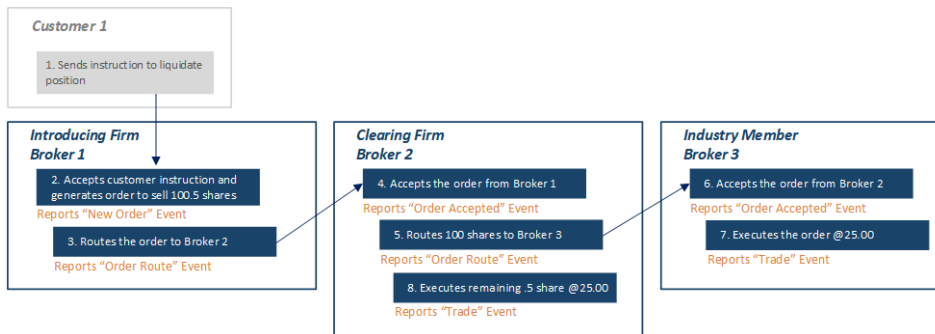 Customer 1
1. Sends instruction to liquidate
position
Introducing Firm
Broker 1
2. Accepts customer instruction and
generates order to sell 100.5 shares
Reports “New Order” Event
3. Routes the order to Broker 2
Reports “Order Route” Event
Clearing Firm
Broker 2
4. Accepts the order from Broker 1
Reports “Order Accepted” Event
5. Routes 100 shares to Broker 3
Reports “Order Route” Event
8. Executes remaining .5 share @25.00
Reports “Trade” Event
Industry Member
Broker 3
6. Accepts the order from Broker 2
Reports “Order Accepted” Event
7. Executes the order @25.00
Reports “Trade” Event